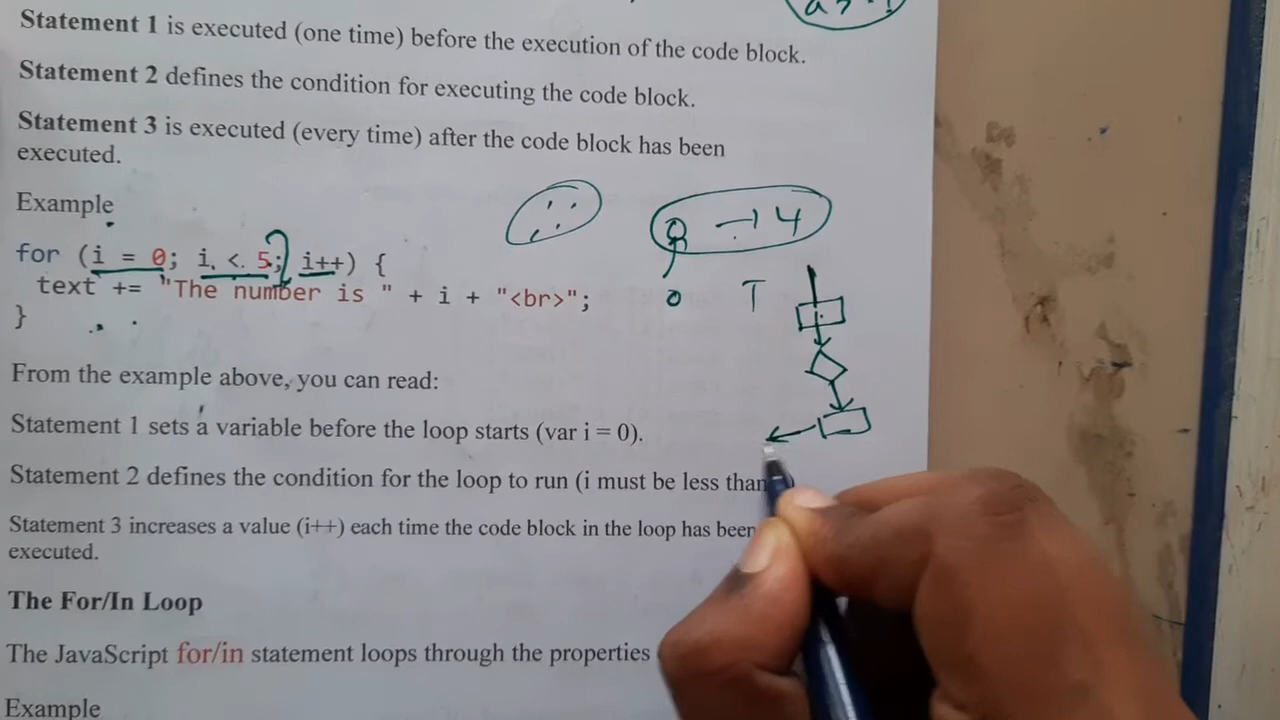 Statement 1 is executed (one time) before the execution of the code block.
Statement 2 defines the condition for executing the code block.
Statement 3 is executed (every time) after the code block has been
executed.
Example
for (i = 0; i < 5; i++) {
text += "The number is " + i + "<br>";
}
→ 4
0 T
From the example above, you can read:
Statement 1 sets a variable before the loop starts (var i = 0).
Statement 2 defines the condition for the loop to run (i must be less than
Statement 3 increases a value (i++) each time the code block in the loop has been
executed.
The For/In Loop
The JavaScript for/in statement loops through the properties
Example